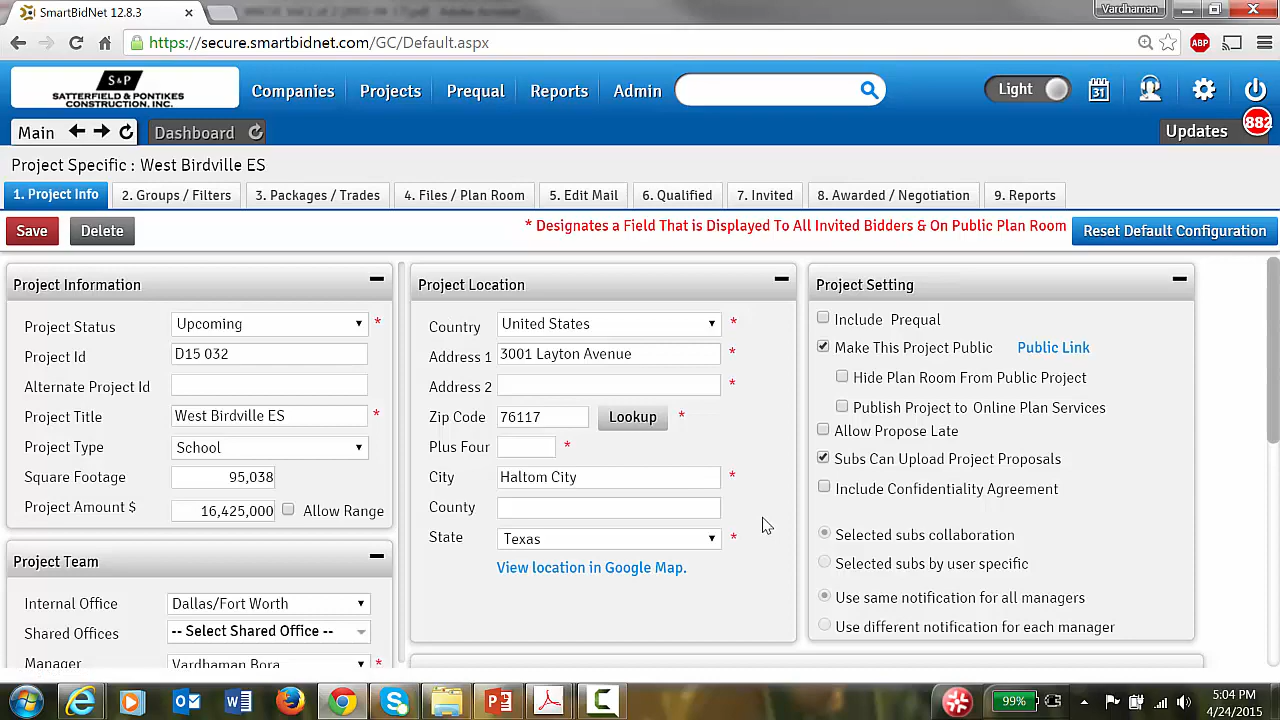 SmartBidNet 12.8.3
Vardhaman
https://secure.smartbidnet.com/GC/Default.aspx
ABP
S&P
SATTERFIELD & PONTIKES
CONSTRUCTION, INC.
Companies
Projects
Prequal
Reports
Admin
Light
31
Main
Dashboard
Updates
882
Project Specific : West Birdville ES
1. Project Info
2. Groups / Filters
3. Packages / Trades
4. Files / Plan Room
5. Edit Mail
6. Qualified
7. Invited
8. Awarded / Negotiation
9. Reports
Save
Delete
* Designates a Field That is Displayed To All Invited Bidders & On Public Plan Room
Reset Default Configuration
Project Information
Project Status Upcoming *
Project Id D15 032
Alternate Project Id
Project Title West Birdville ES *
Project Type School
Square Footage 95,038
Project Amount $ 16,425,000 Allow Range
Project Team
Internal Office Dallas/Fort Worth
Shared Offices -- Select Shared Office --
Manager Vardhaman Bora *
Project Location
Country United States *
Address 1 3001 Layton Avenue *
Address 2 *
Zip Code 76117 Lookup *
Plus Four *
City Haltom City *
County
State Texas *
View location in Google Map.
Project Setting
Include Prequal
Make This Project Public Public Link
Hide Plan Room From Public Project
Publish Project to Online Plan Services
Allow Propose Late
Subs Can Upload Project Proposals
Include Confidentiality Agreement
Selected subs collaboration
Selected subs by user specific
Use same notification for all managers
Use different notification for each manager
99%
5:04 PM
4/24/2015